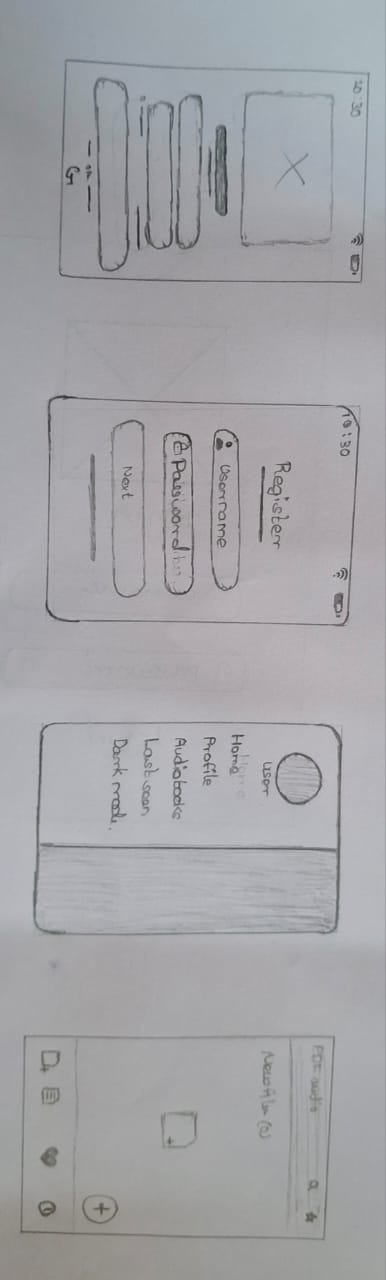 10:30
or
G
10:30
Register
Username
Password
Next
user
Home
Profile
Audiobooks
Last seen
Dark mode.
PDF audio
New file (s)